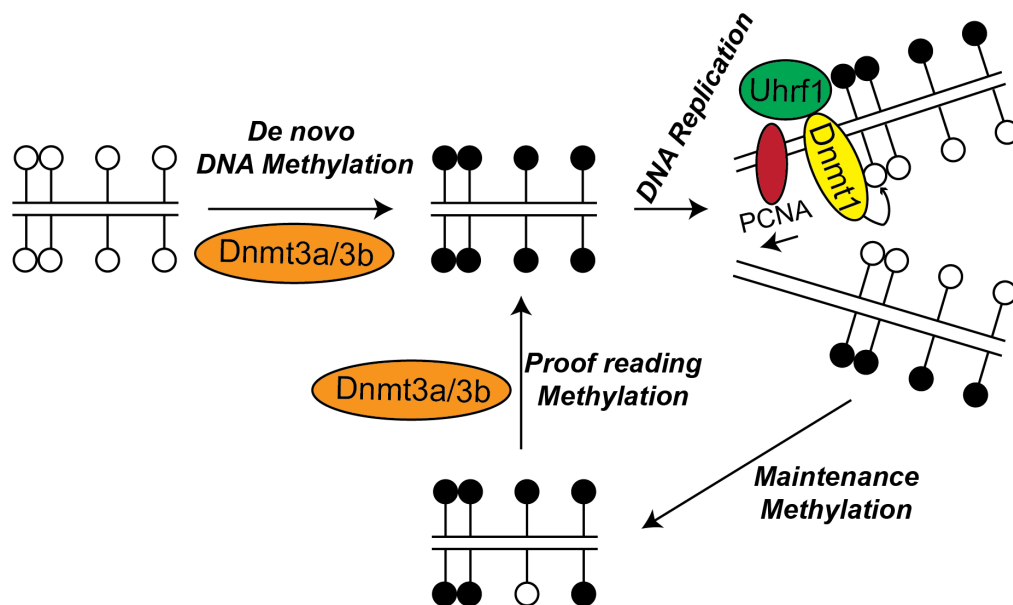 De novo
DNA Methylation
Dnmt3a/3b
DNA Replication
Uhrf1
Dnmt1
PCNA
Dnmt3a/3b
Proof reading
Methylation
Maintenance
Methylation